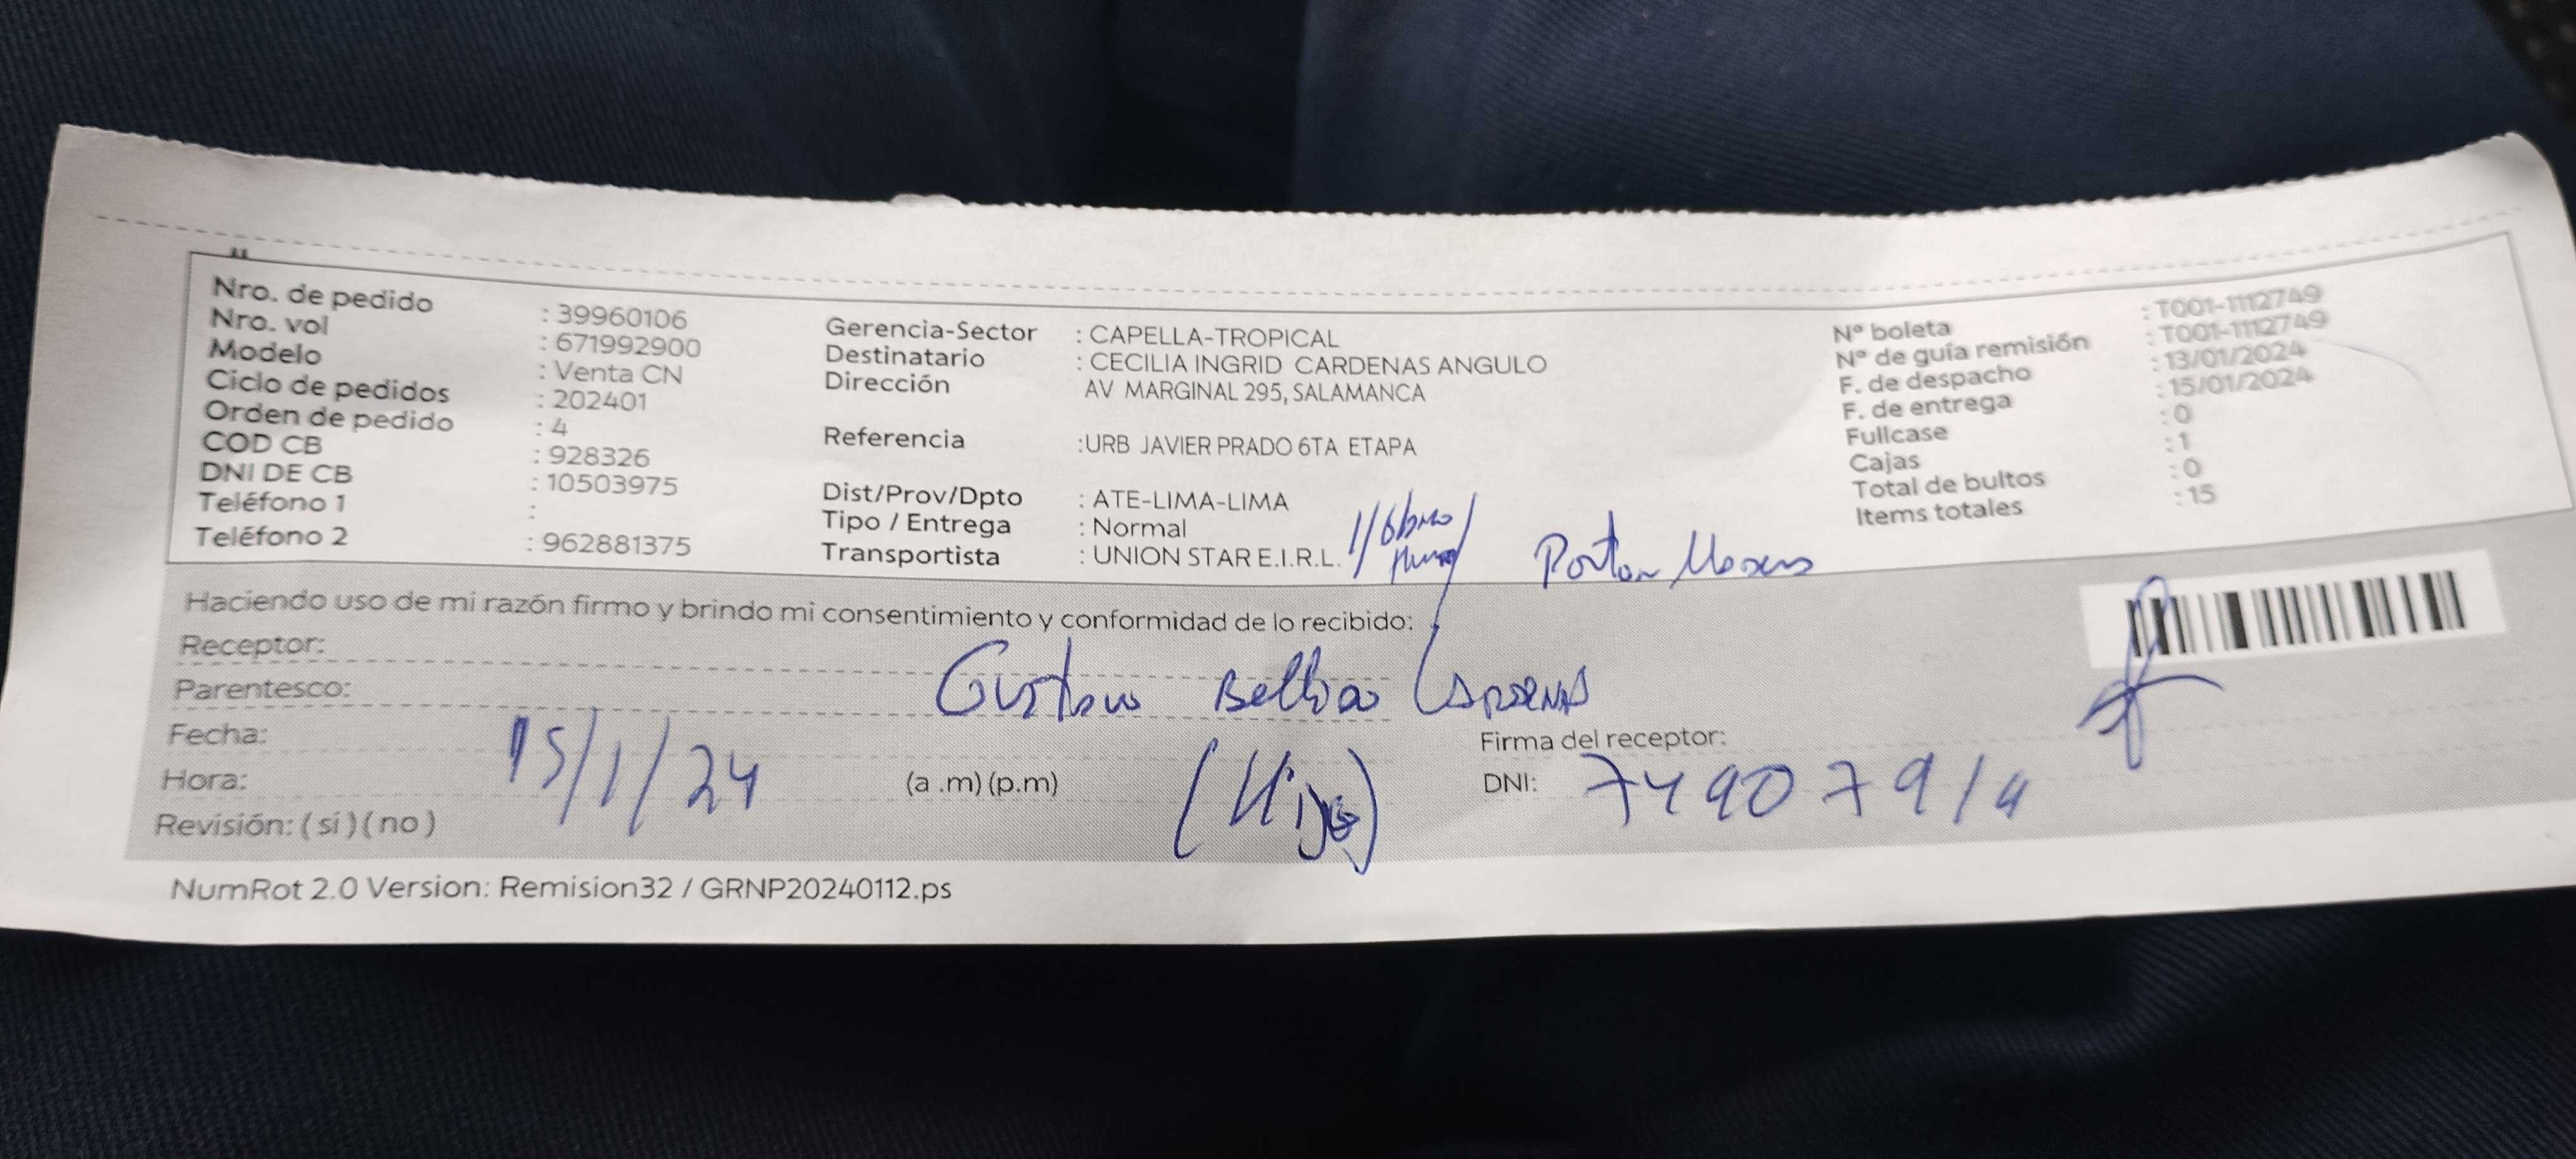 Nro. de pedido : 39960106
Nro. vol : 671992900
Modelo : Venta CN
Ciclo de pedidos : 202401
Orden de pedido : 4
COD CB : 928326
DNI DE CB : 10503975
Teléfono 1 :
Teléfono 2 : 962881375
Gerencia-Sector : CAPELLA-TROPICAL
Destinatario : CECILIA INGRID CARDENAS ANGULO
Dirección AV MARGINAL 295, SALAMANCA
Referencia :URB JAVIER PRADO 6TA ETAPA
Dist/Prov/Dpto : ATE-LIMA-LIMA
Tipo / Entrega : Normal
Transportista : UNION STAR E.I.R.L.
Nº boleta : T001-1112749
Nº de guía remisión : T001-1112749
F. de despacho : 13/01/2024
F. de entrega : 15/01/2024
Fullcase : 0
Cajas : 1
Total de bultos : 0
Items totales : 15
Porton
Haciendo uso de mi razón firmo y brindo mi consentimiento y conformidad de lo recibido:
Receptor:
Parentesco: Gustavo
Fecha: 15/1/24
Firma del receptor:
Hora: (a .m) (p.m) (Hijo)
DNI: 74907914
Revisión: ( si ) ( no )
NumRot 2.0 Version: Remision32 / GRNP20240112.ps